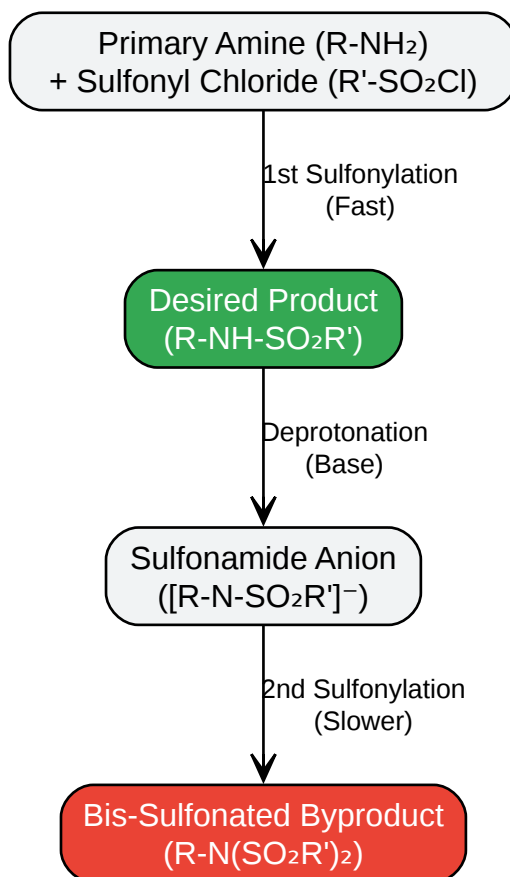 Primary Amine (R-NH₂)
+ Sulfonyl Chloride (R'-SO₂Cl)
1st Sulfonylation
(Fast)
Desired Product
(R-NH-SO₂R')
Deprotonation
(Base)
Sulfonamide Anion
([R-N-SO₂R']⁻)
2nd Sulfonylation
(Slower)
Bis-Sulfonated Byproduct
(R-N(SO₂R')₂)